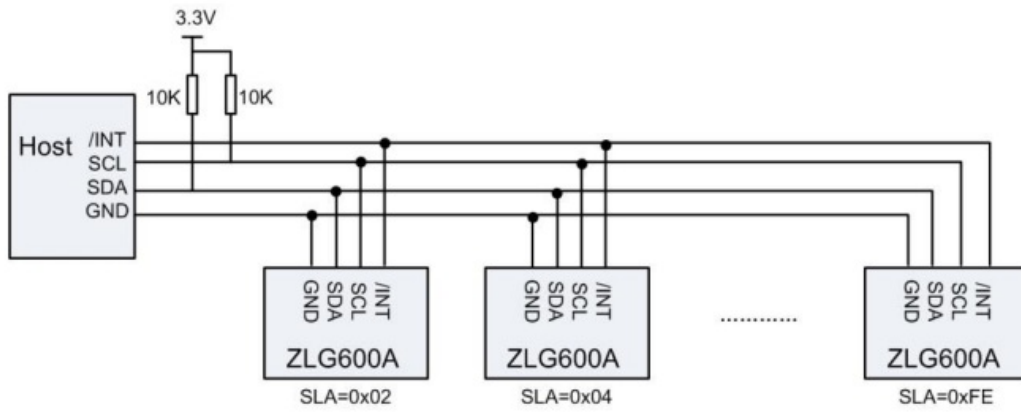 3.3V
10K
10K
Host
/INT
SCL
SDA
GND
GND
SDA
SCL
/INT
ZLG600A
SLA=0x02
GND
SDA
SCL
/INT
ZLG600A
SLA=0x04
............
GND
SDA
SCL
/INT
ZLG600A
SLA=0xFE